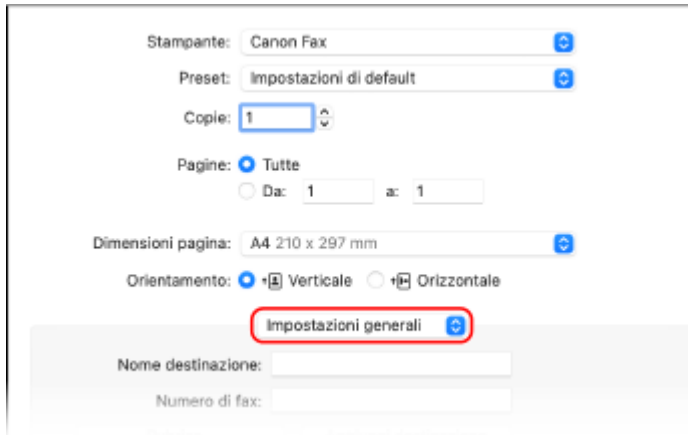 Stampante: Canon Fax
Preset: Impostazioni di default
Copie: 1
Pagine: Tutte
Da: 1 a: 1
Dimensioni pagina: A4 210 x 297 mm
Orientamento: Verticale Orizzontale
Impostazioni generali
Nome destinazione:
Numero di fax: